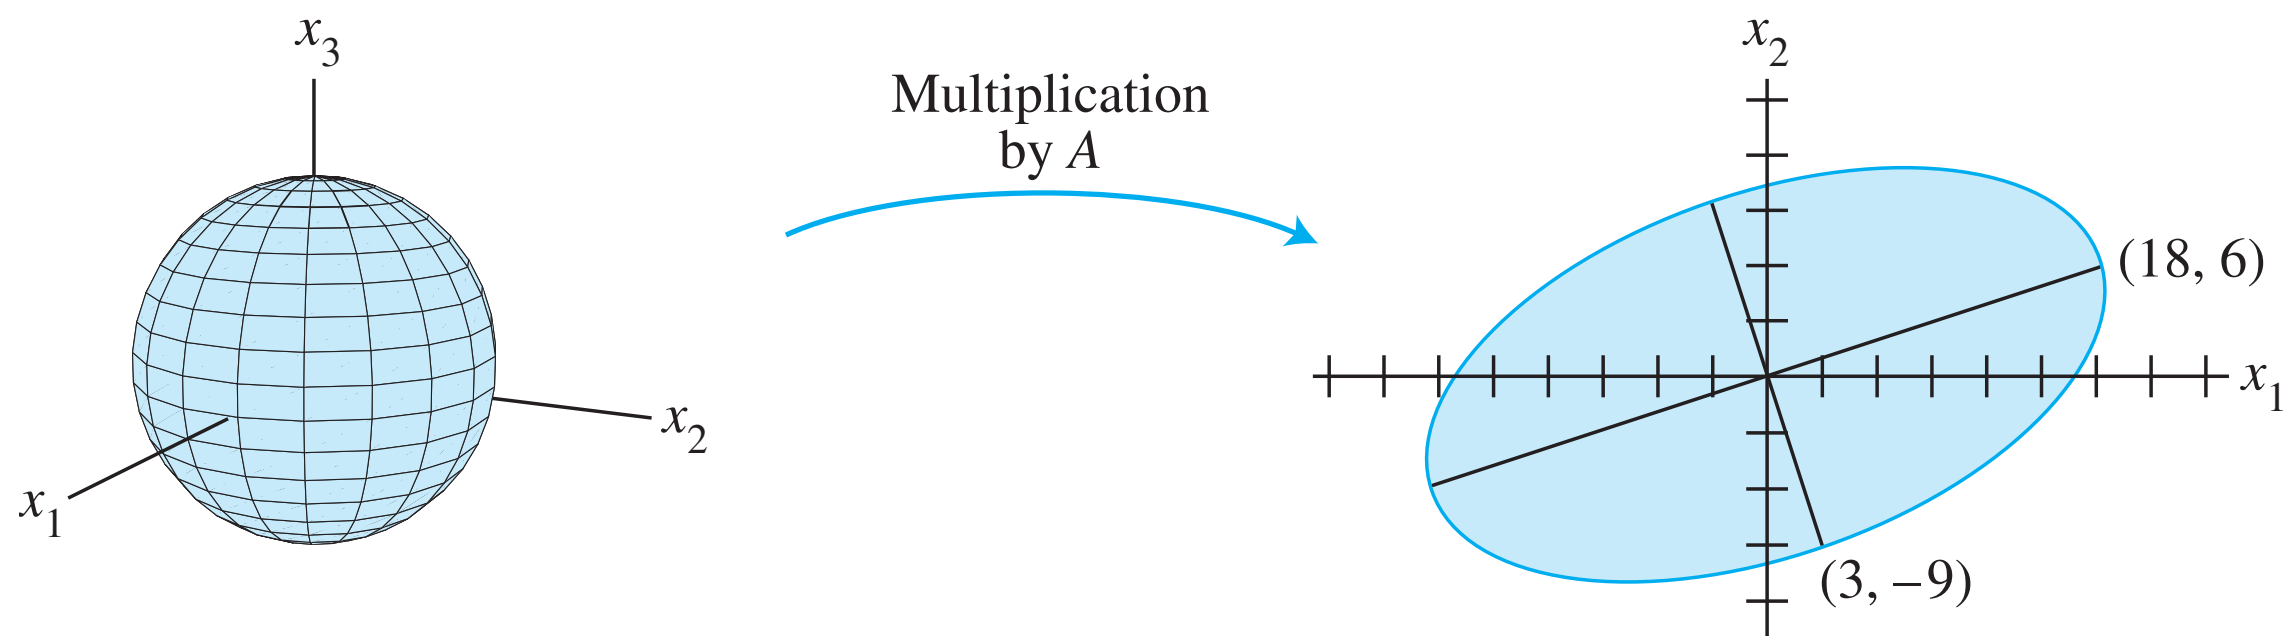 x₃
x₁
x₂
Multiplication
by A
x₂
x₁
(18, 6)
(3, −9)